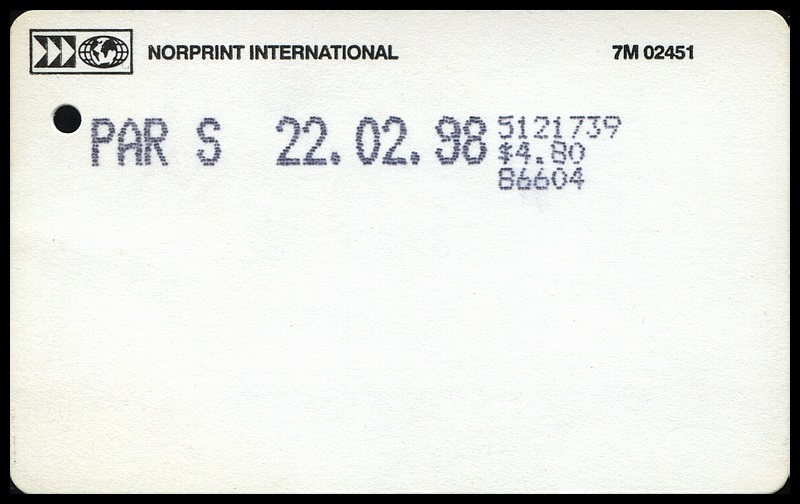 NORPRINT INTERNATIONAL 7M 02451
PAR S 22.02.98 5121739
$4.80
86604